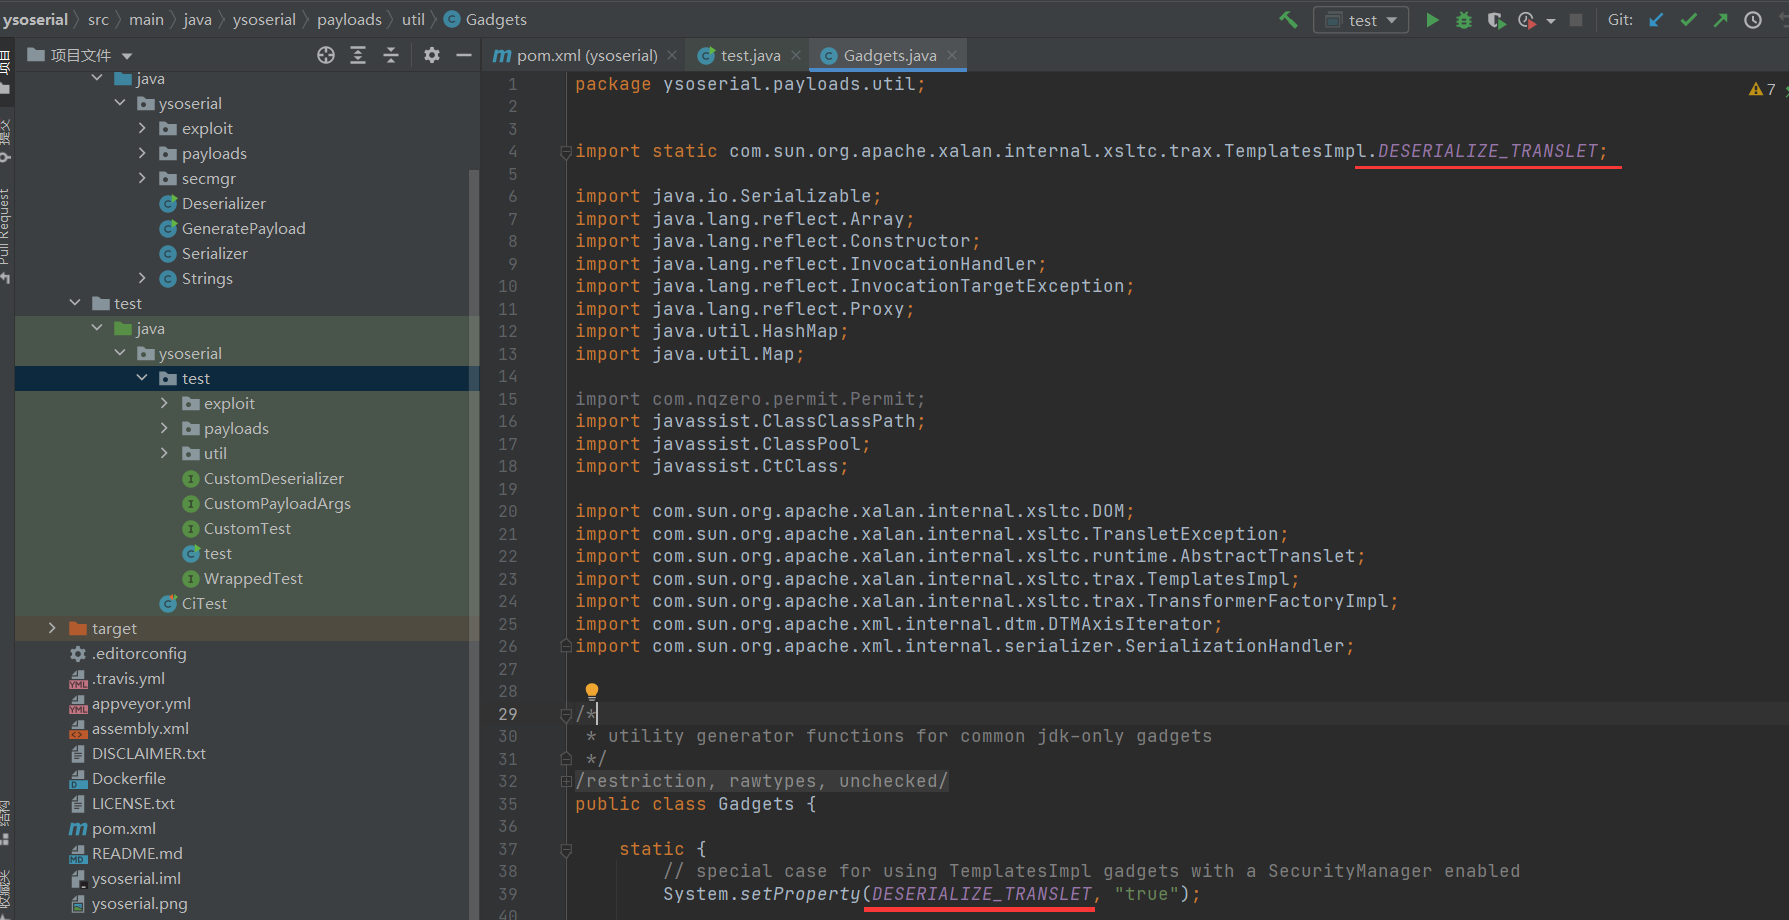 ysoserial 〉 src 〉 main 〉 java 〉 ysoserial 〉 payloads 〉 util 〉 Gadgets
test
Git:
项目文件
pom.xml (ysoserial)
test.java
Gadgets.java
项目
提交
Pull Request
结构
收藏夹
java
ysoserial
exploit
payloads
secmgr
Deserializer
GeneratePayload
Serializer
Strings
test
java
ysoserial
test
exploit
payloads
util
CustomDeserializer
CustomPayloadArgs
CustomTest
test
WrappedTest
CiTest
target
.editorconfig
.travis.yml
appveyor.yml
assembly.xml
DISCLAIMER.txt
Dockerfile
LICENSE.txt
pom.xml
README.md
ysoserial.iml
ysoserial.png
7
1 package ysoserial.payloads.util;
2
3
4 import static com.sun.org.apache.xalan.internal.xsltc.trax.TemplatesImpl.DESERIALIZE_TRANSLET;
5
6 import java.io.Serializable;
7 import java.lang.reflect.Array;
8 import java.lang.reflect.Constructor;
9 import java.lang.reflect.InvocationHandler;
10 import java.lang.reflect.InvocationTargetException;
11 import java.lang.reflect.Proxy;
12 import java.util.HashMap;
13 import java.util.Map;
14
15 import com.nqzero.permit.Permit;
16 import javassist.ClassClassPath;
17 import javassist.ClassPool;
18 import javassist.CtClass;
19
20 import com.sun.org.apache.xalan.internal.xsltc.DOM;
21 import com.sun.org.apache.xalan.internal.xsltc.TransletException;
22 import com.sun.org.apache.xalan.internal.xsltc.runtime.AbstractTranslet;
23 import com.sun.org.apache.xalan.internal.xsltc.trax.TemplatesImpl;
24 import com.sun.org.apache.xalan.internal.xsltc.trax.TransformerFactoryImpl;
25 import com.sun.org.apache.xml.internal.dtm.DTMAxisIterator;
26 import com.sun.org.apache.xml.internal.serializer.SerializationHandler;
27
28
29 /*
30 * utility generator functions for common jdk-only gadgets
31 */
32 /restriction, rawtypes, unchecked/
35 public class Gadgets {
36
37 static {
38 // special case for using TemplatesImpl gadgets with a SecurityManager enabled
39 System.setProperty(DESERIALIZE_TRANSLET, "true");
40